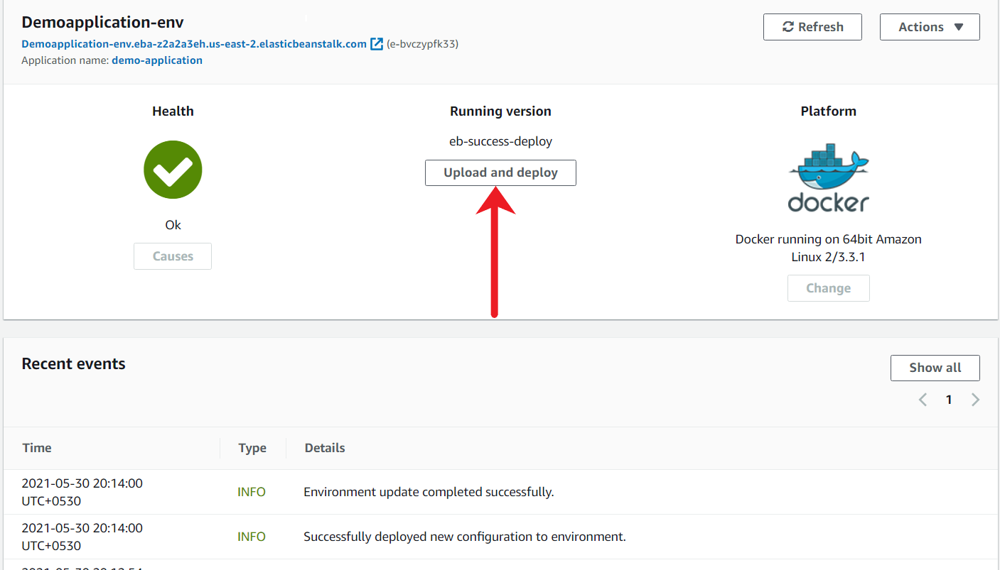 Demoapplication-env
Refresh
Actions
Demoapplication-env.eba-z2a2a3eh.us-east-2.elasticbeanstalk.com (e-bvczypfk33)
Application name: demo-application
Health
Ok
Causes
Running version
eb-success-deploy
Upload and deploy
Platform
docker
Docker running on 64bit Amazon
Linux 2/3.3.1
Change
Recent events
Show all
1
Time Type Details
2021-05-30 20:14:00
UTC+0530
INFO
Environment update completed successfully.
2021-05-30 20:14:00
UTC+0530
INFO
Successfully deployed new configuration to environment.